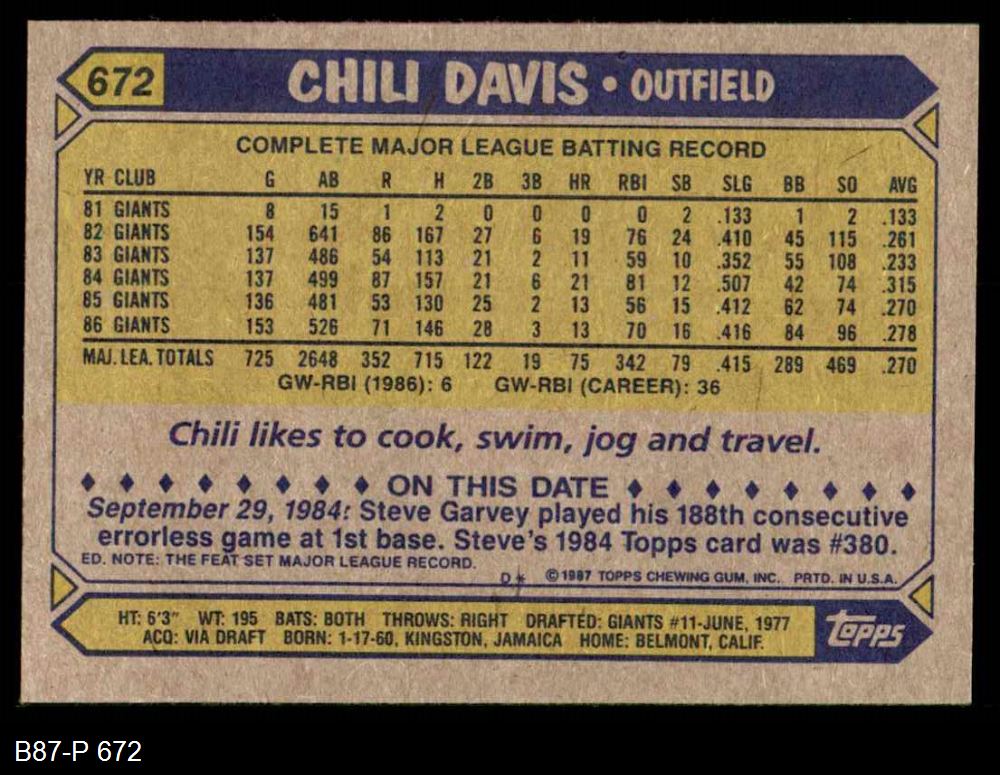 672
CHILI DAVIS • OUTFIELD
COMPLETE MAJOR LEAGUE BATTING RECORD
YR CLUB G AB R H 2B 3B HR RBI SB SLG BB SO AVG
81 GIANTS 8 15 1 2 0 0 0 0 2 .133 1 2 .133
82 GIANTS 154 641 86 167 27 6 19 76 24 .410 45 115 .261
83 GIANTS 137 486 54 113 21 2 11 59 10 .352 55 108 .233
84 GIANTS 137 499 87 157 21 6 21 81 12 .507 42 74 .315
85 GIANTS 136 481 53 130 25 2 13 56 15 .412 62 74 .270
86 GIANTS 153 526 71 146 28 3 13 70 16 .416 84 96 .278
MAJ. LEA. TOTALS 725 2648 352 715 122 19 75 342 79 .415 289 469 .270
GW-RBI (1986): 6 GW-RBI (CAREER): 36
Chili likes to cook, swim, jog and travel.
ON THIS DATE
September 29, 1984: Steve Garvey played his 188th consecutive
errorless game at 1st base. Steve's 1984 Topps card was #380.
ED. NOTE: THE FEAT SET MAJOR LEAGUE RECORD.
D* ©1987 TOPPS CHEWING GUM, INC. PRTD. IN U.S.A.
HT: 6'3" WT: 195 BATS: BOTH THROWS: RIGHT DRAFTED: GIANTS #11-JUNE, 1977
ACQ: VIA DRAFT BORN: 1-17-60, KINGSTON, JAMAICA HOME: BELMONT, CALIF.
topps
B87-P 672